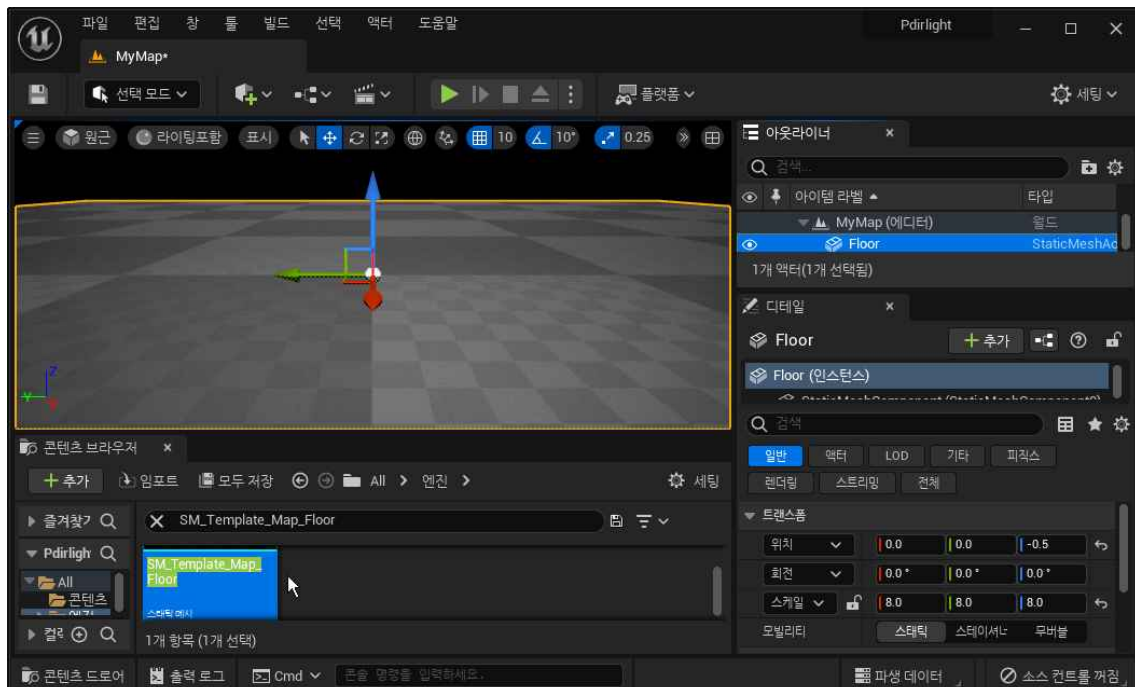 파일 편집 창 툴 빌드 선택 액터 도움말 Pdirlight
MyMap•
선택 모드 플랫폼 세팅
원근 라이팅포함 표시 10 10° 0.25
아웃라이너
검색...
아이템 라벨 타입
MyMap (에디터) 월드
Floor StaticMeshAc
1개 액터(1개 선택됨)
디테일
Floor 추가
Floor (인스턴스)
검색
일반 액터 LOD 기타 피직스
렌더링 스트리밍 전체
트랜스폼
위치 0.0 0.0 -0.5
회전 0.0° 0.0° 0.0°
스케일 8.0 8.0 8.0
모빌리티 스태틱 스테이셔너 무버블
Z
Y
콘텐츠 브라우저
추가 임포트 모두 저장 All 엔진 세팅
즐겨찾기 SM_Template_Map_Floor
Pdirligh
All
콘텐츠
SM_Template_Map_
Floor
스태틱 메시
컬렉
1개 항목 (1개 선택)
콘텐츠 드로어 출력 로그 Cmd 콘솔 명령을 입력하세요. 파생 데이터 소스 컨트롤 꺼짐